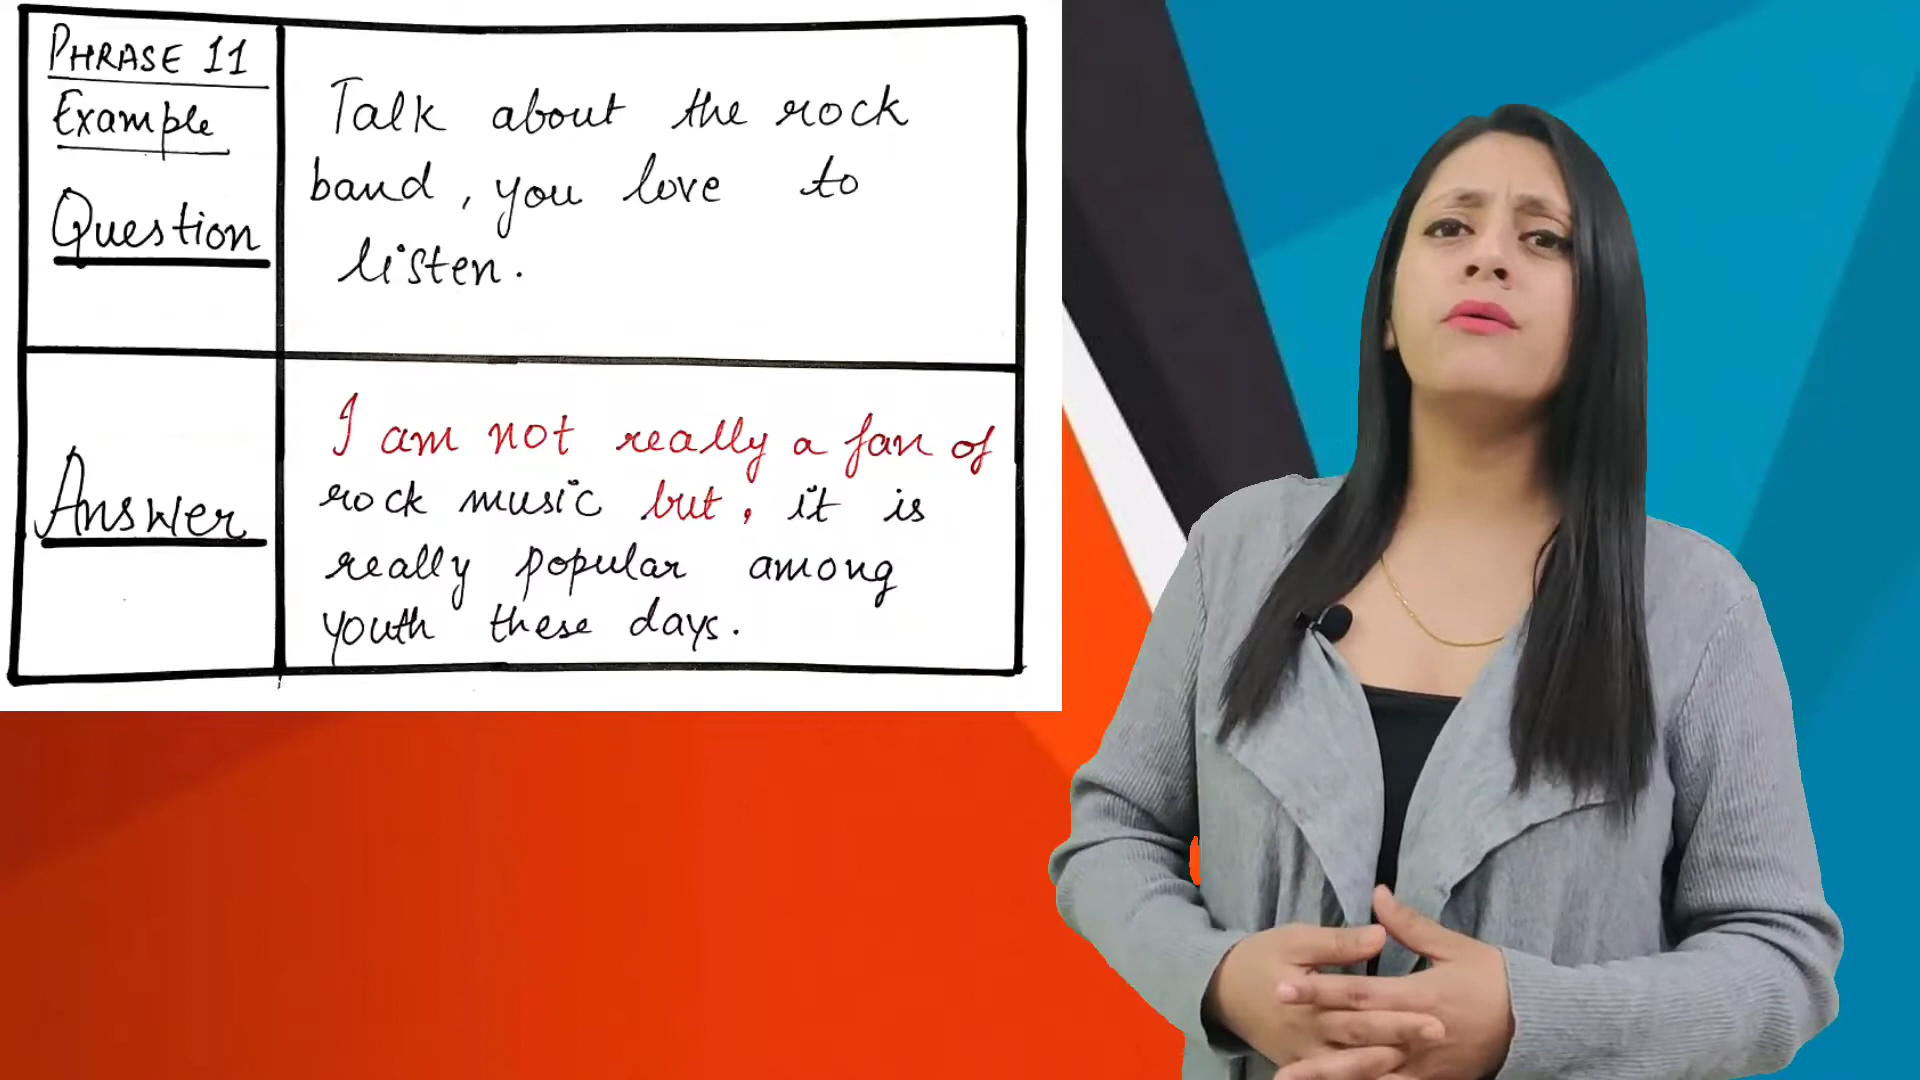 PHRASE 11
Example
Question
Talk about the rock
band, you love to
listen.
Answer
I am not really a fan of
rock music but, it is
really popular among
youth these days.